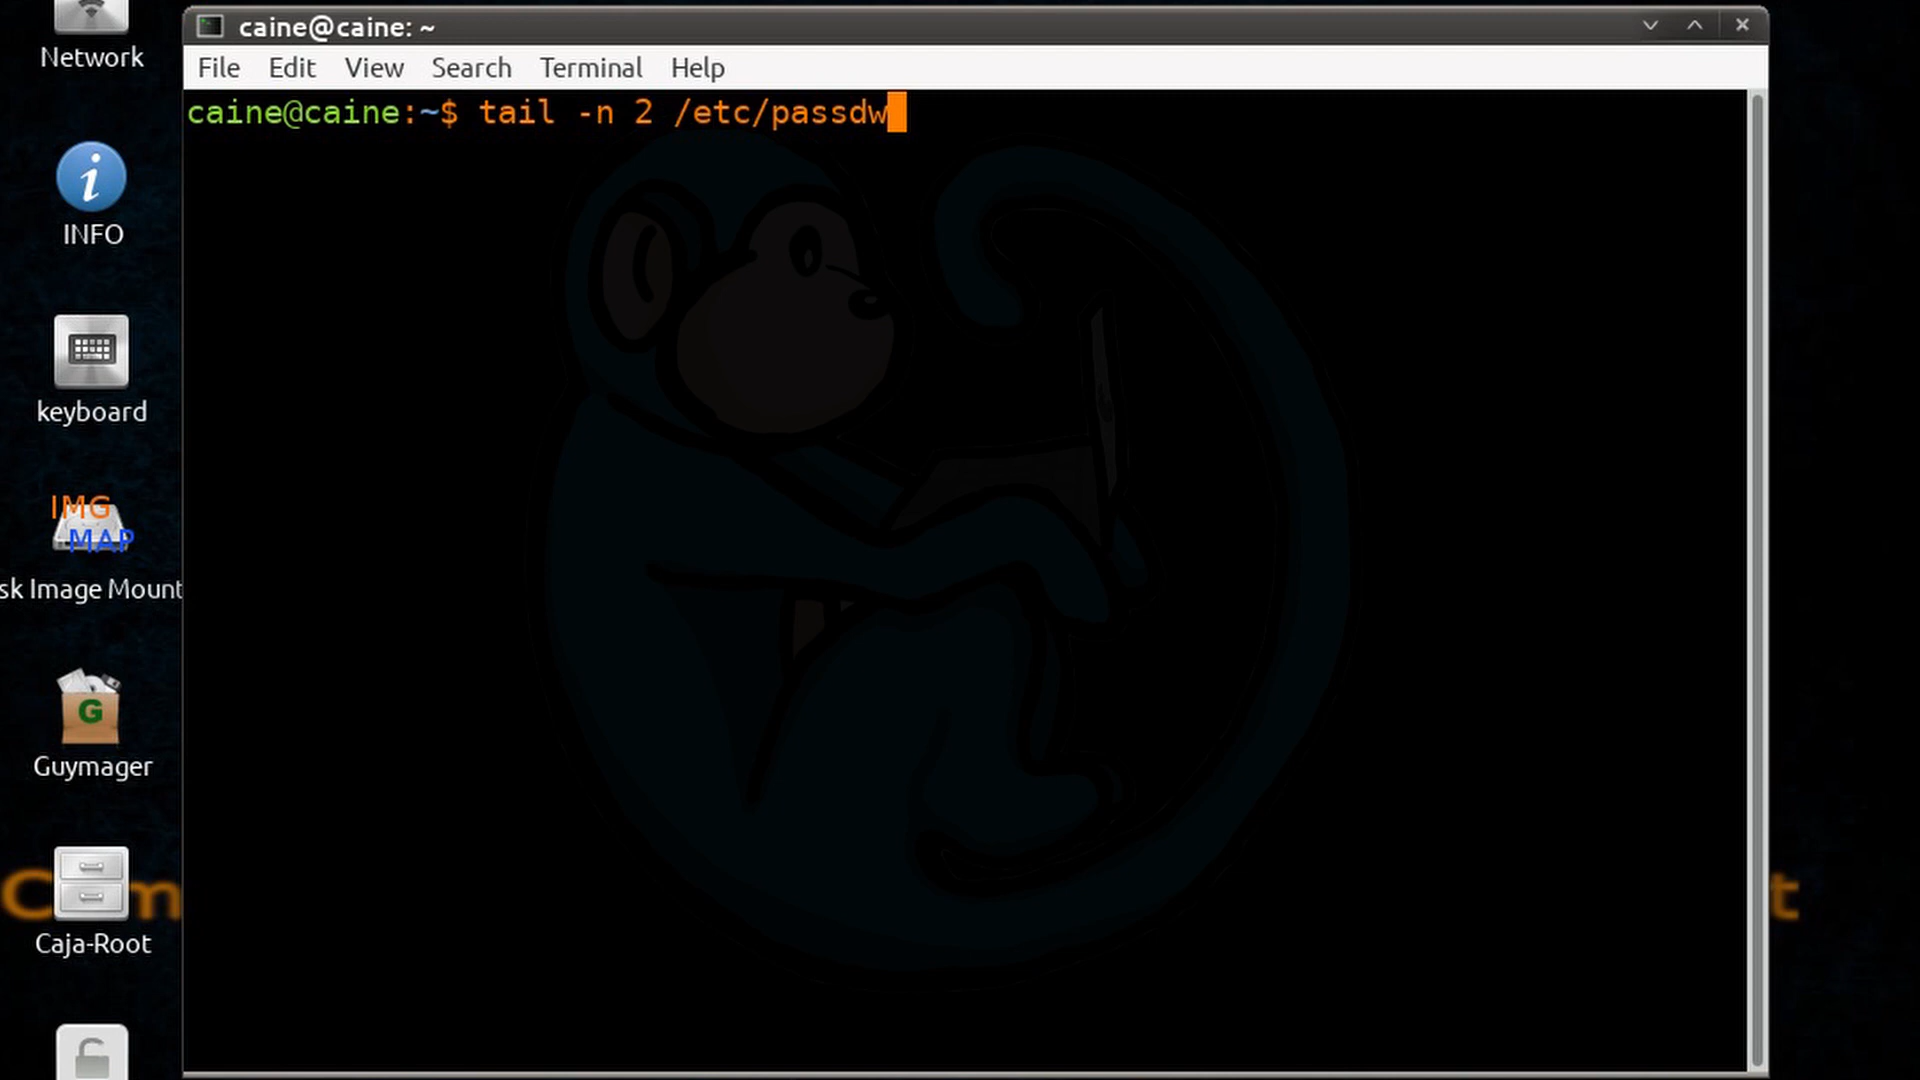 caine@caine: ~
File Edit View Search Terminal Help
caine@caine:~$ tail -n 2 /etc/passdw
Network
INFO
keyboard
IMG
MAP
sk Image Mount
G
Guymager
Caja-Root
C m
t